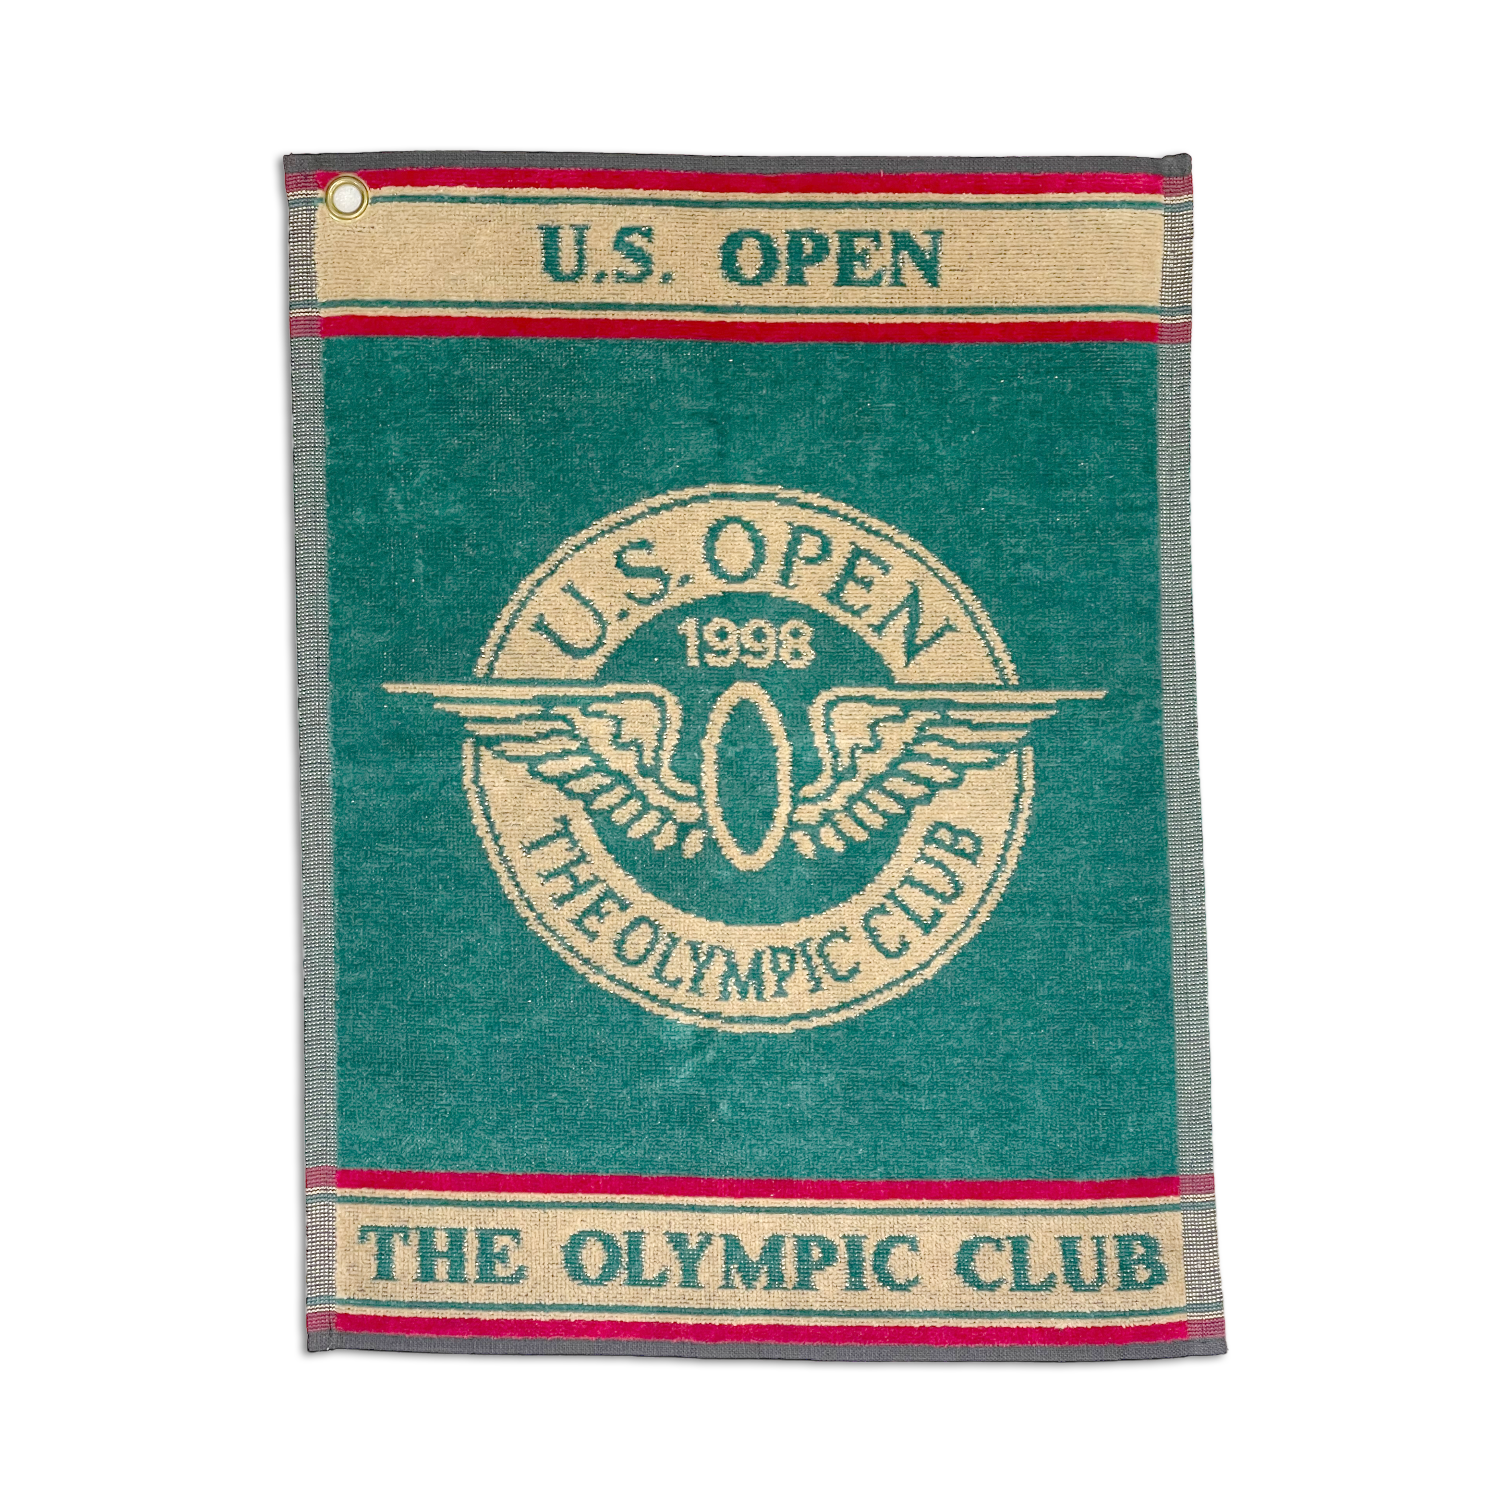 U.S. OPEN
U.S. OPEN
1998
THE OLYMPIC CLUB
THE OLYMPIC CLUB